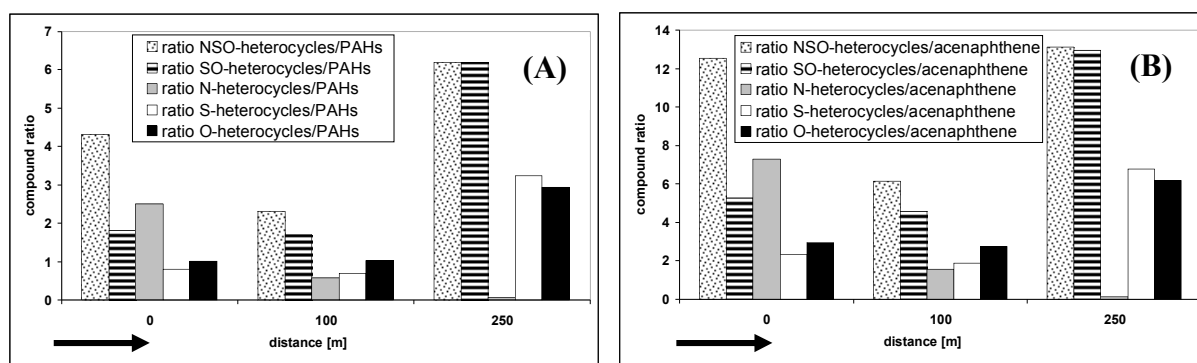 (A)
7
6
5
4
3
2
1
0
compound ratio
ratio NSO-heterocycles/PAHs
ratio SO-heterocycles/PAHs
ratio N-heterocycles/PAHs
ratio S-heterocycles/PAHs
ratio O-heterocycles/PAHs
0 100 250
distance [m]
(B)
14
12
10
8
6
4
2
0
compound ratio
ratio NSO-heterocycles/acenaphthene
ratio SO-heterocycles/acenaphthene
ratio N-heterocycles/acenaphthene
ratio S-heterocycles/acenaphthene
ratio O-heterocycles/acenaphthene
0 100 250
distance [m]